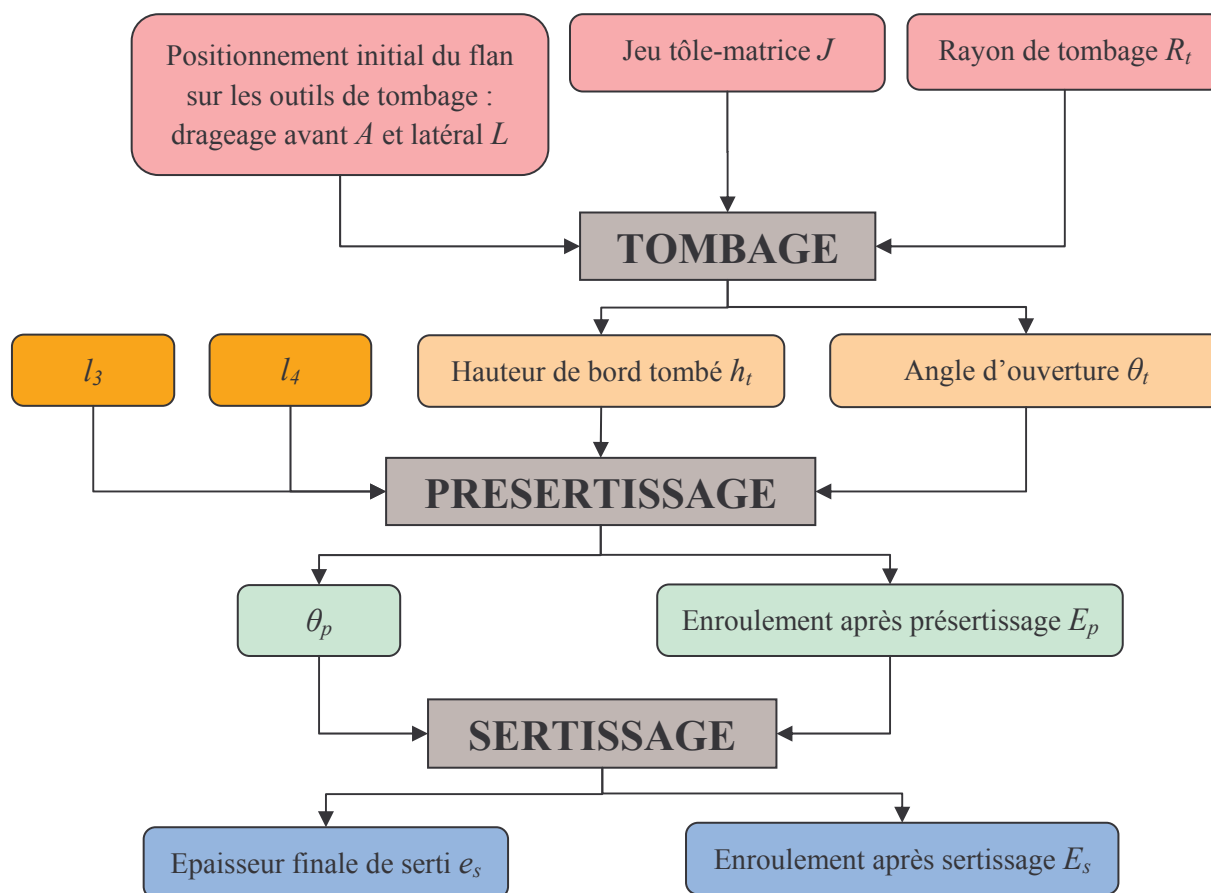 Positionnement initial du flan
sur les outils de tombage :
drageage avant A et latéral L
Jeu tôle-matrice J
Rayon de tombage Rt
TOMBAGE
l3
l4
Hauteur de bord tombé ht
Angle d’ouverture θt
PRESERTISSAGE
θp
Enroulement après présertissage Ep
SERTISSAGE
Epaisseur finale de serti es
Enroulement après sertissage Es